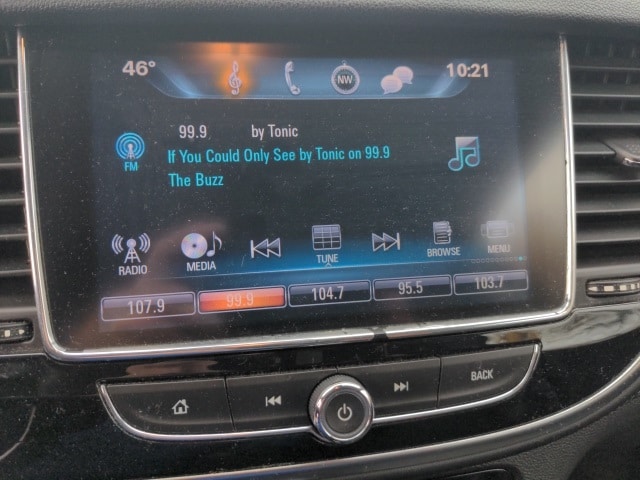 46° NW 10:21
99.9 by Tonic
If You Could Only See by Tonic on 99.9
FM The Buzz
RADIO MEDIA TUNE BROWSE MENU
107.9 99.9 104.7 95.5 103.7
BACK